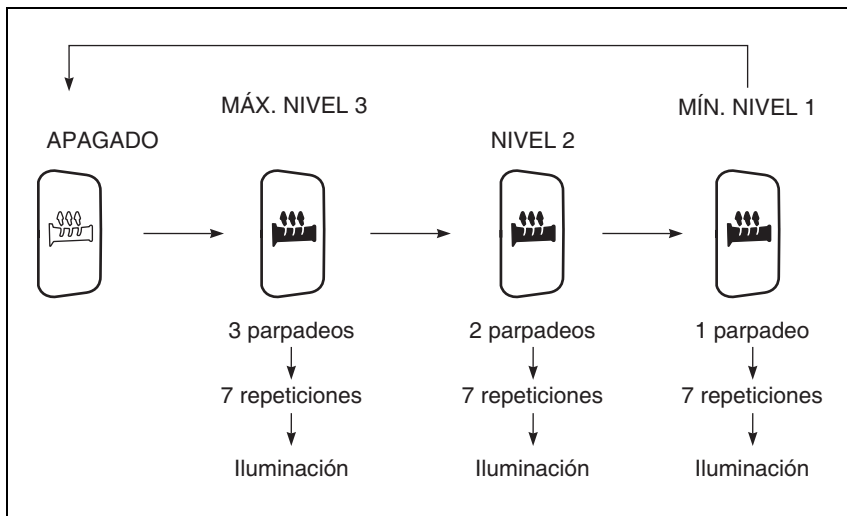 MÁX. NIVEL 3
MÍN. NIVEL 1
APAGADO
NIVEL 2
3 parpadeos
2 parpadeos
1 parpadeo
7 repeticiones
7 repeticiones
7 repeticiones
Iluminación
Iluminación
Iluminación